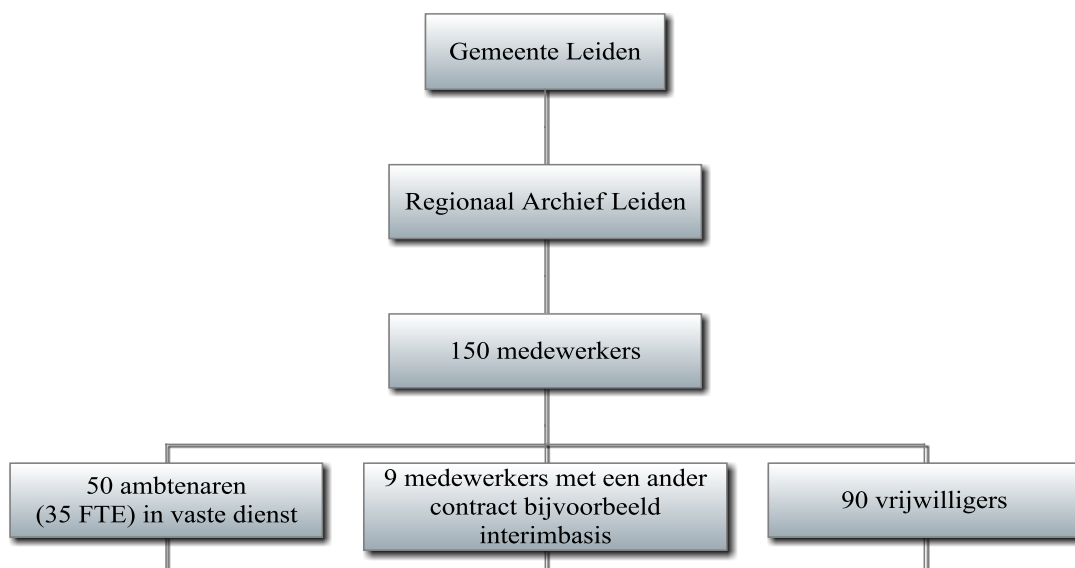 Gemeente Leiden
Regionaal Archief Leiden
150 medewerkers
50 ambtenaren
(35 FTE) in vaste dienst
9 medewerkers met een ander
contract bijvoorbeeld
interimbasis
90 vrijwilligers